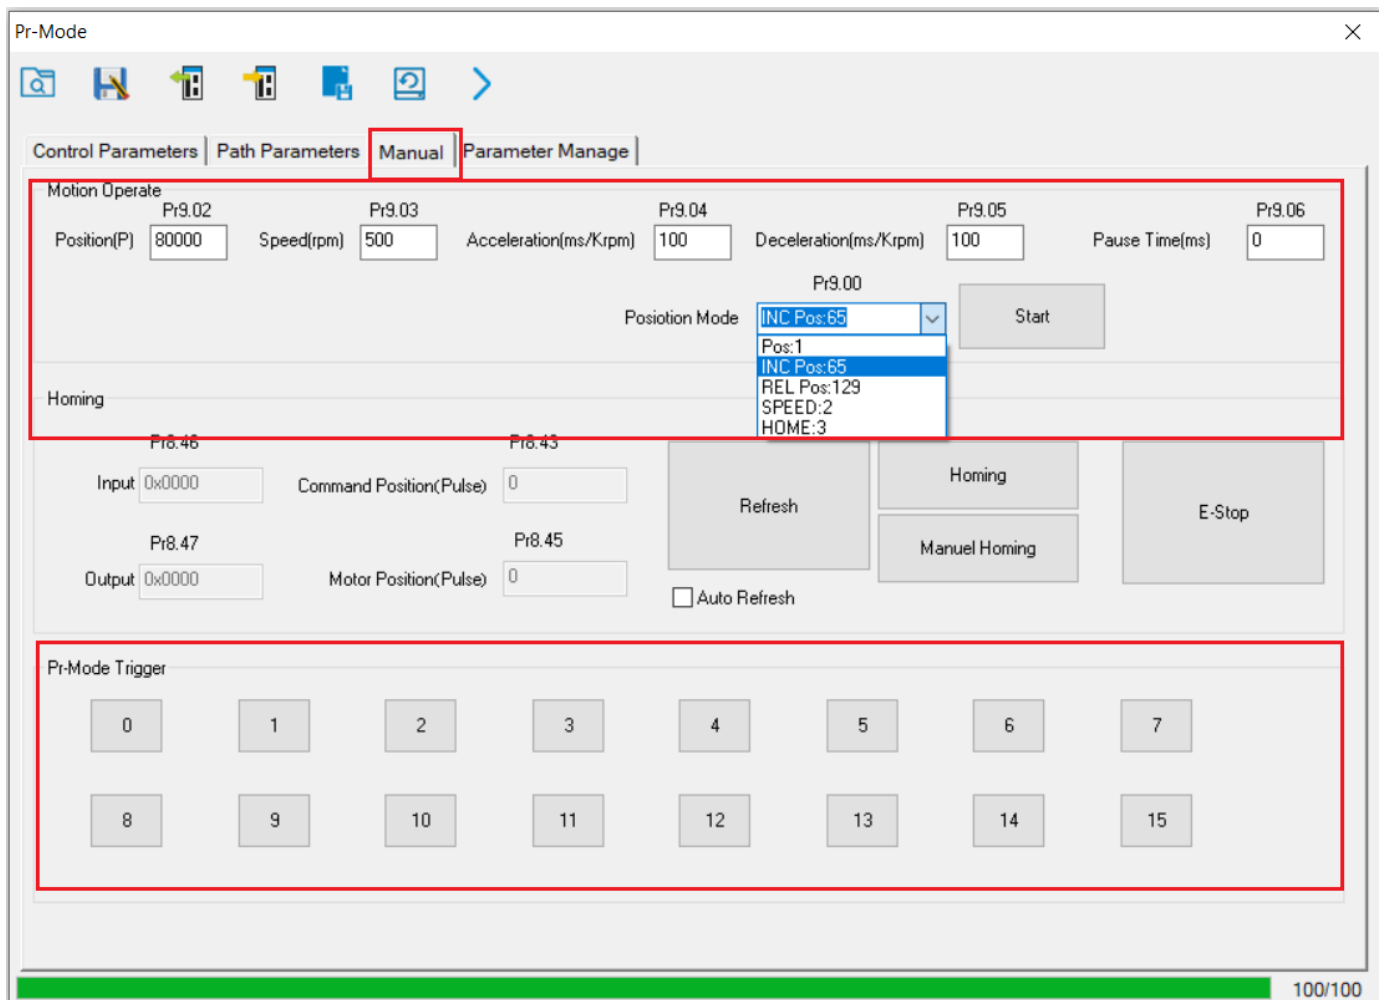 Pr-Mode
Control Parameters Path Parameters Manual Parameter Manage
Motion Operate
Pr9.02 Pr9.03 Pr9.04 Pr9.05 Pr9.06
Position(P) 80000 Speed(rpm) 500 Acceleration(ms/Krpm) 100 Deceleration(ms/Krpm) 100 Pause Time(ms) 0
Pr9.00
Posiotion Mode INC Pos:65 Start
Pos:1
INC Pos:65
REL Pos:129
SPEED:2
HOME:3
Homing
Pr8.46 Pr8.43
Input 0x0000 Command Position(Pulse) 0 Refresh Homing E-Stop
Pr8.47 Pr8.45 Manuel Homing
Output 0x0000 Motor Position(Pulse) 0
Auto Refresh
Pr-Mode Trigger
0 1 2 3 4 5 6 7
8 9 10 11 12 13 14 15
100/100